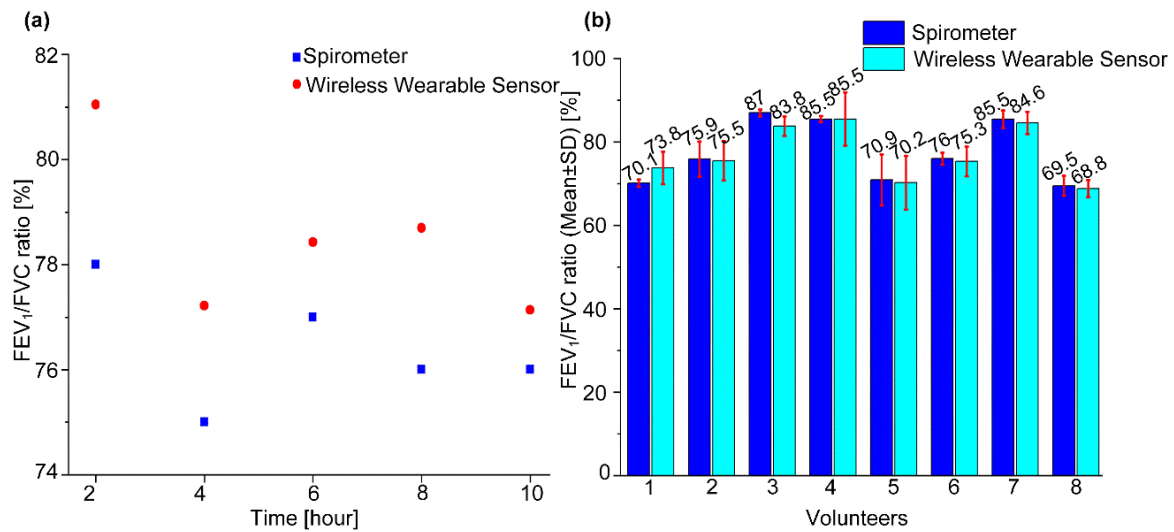 (a)
Spirometer
Wireless Wearable Sensor
82
80
78
76
74
FEV₁/FVC ratio [%]
2 4 6 8 10
Time [hour]
(b)
Spirometer
Wireless Wearable Sensor
100
80
60
40
20
0
FEV₁/FVC ratio (Mean±SD) [%]
70.1 73.8 75.9 75.5 87 83.8 85.5 85.5 70.9 70.2 76 75.3 85.5 84.6 69.5 68.8
1 2 3 4 5 6 7 8
Volunteers